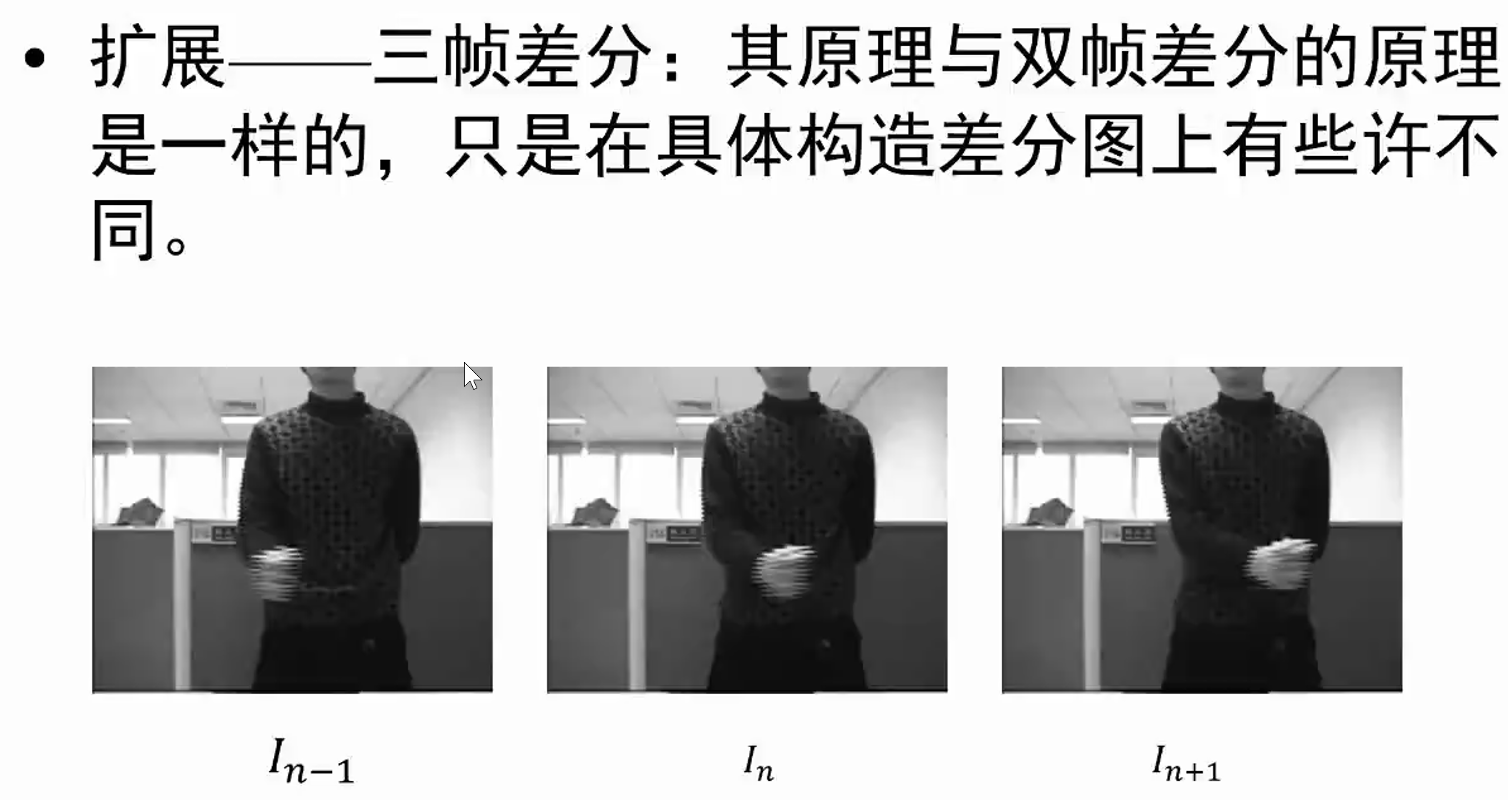 • 扩展——三帧差分：其原理与双帧差分的原理
是一样的，只是在具体构造差分图上有些许不
同。
I_{n-1} I_n I_{n+1}